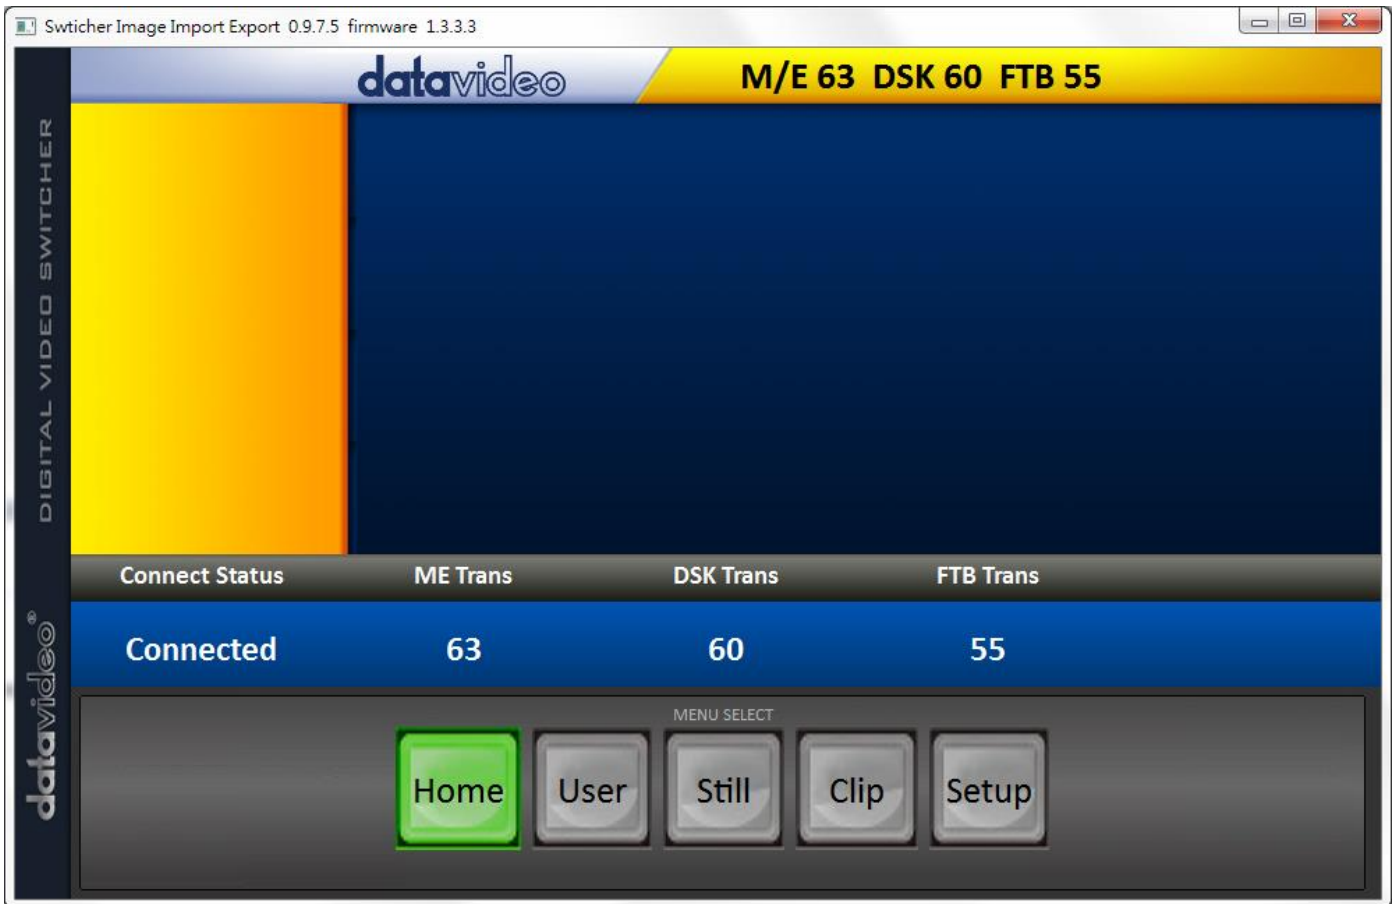 Swticher Image Import Export 0.9.7.5 firmware 1.3.3.3
datavideo
M/E 63 DSK 60 FTB 55
DIGITAL VIDEO SWITCHER
datavideo®
Connect Status ME Trans DSK Trans FTB Trans
Connected 63 60 55
MENU SELECT
Home User Still Clip Setup